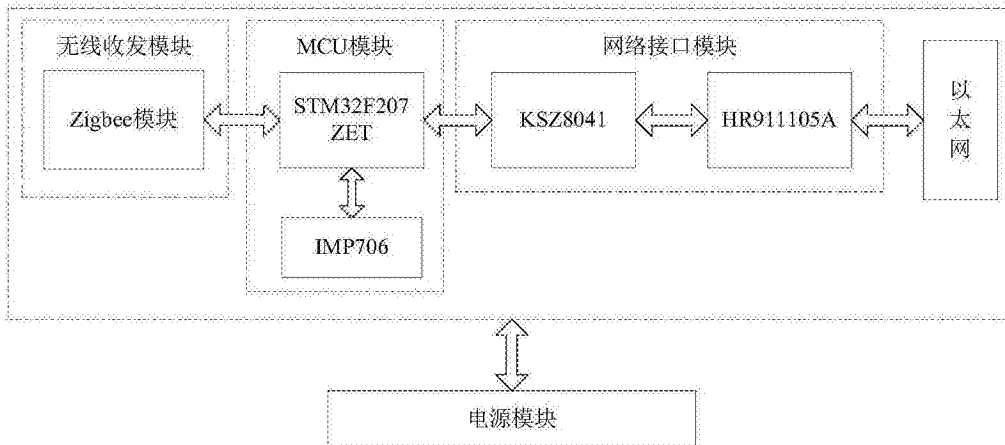 无线收发模块
Zigbee模块
MCU模块
STM32F207
ZET
IMP706
网络接口模块
KSZ8041
HR911105A
以
太
网
电源模块